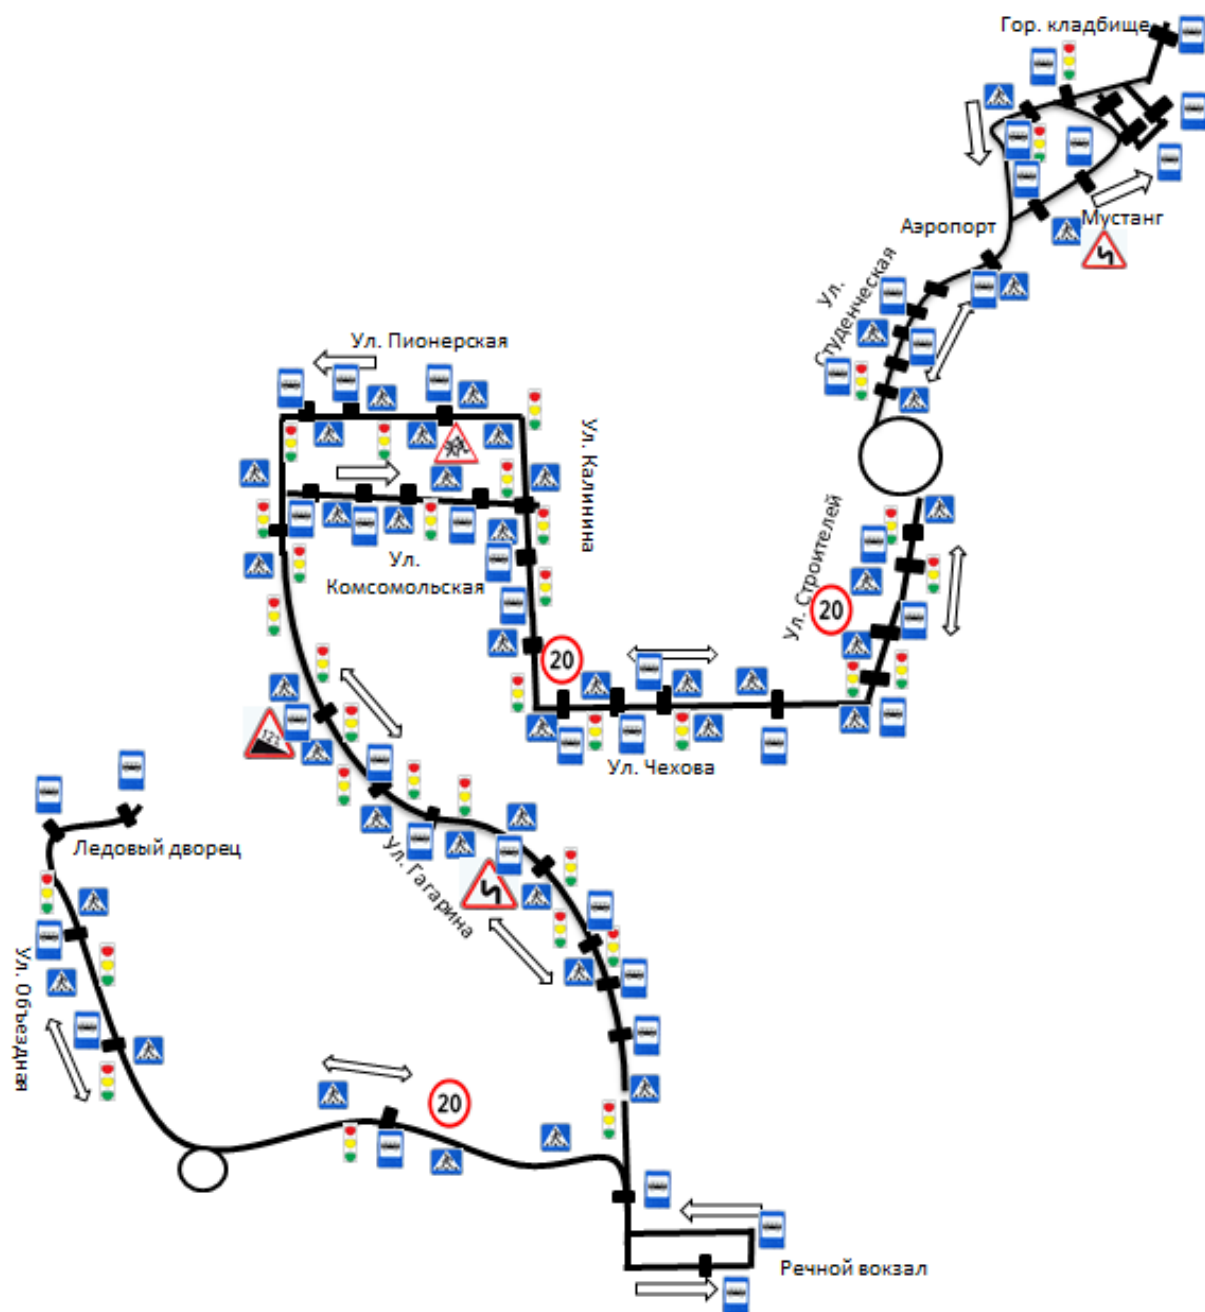 Гор. кладбище
Аэропорт
Мустанг
Ул.
Студенческая
Ул. Пионерская
Ул. Калинина
Ул.
Комсомольская
Ул. Строителей
20
20
Ул. Чехова
123
Ледовый дворец
Ул. Гагарина
Ул. Объездная
20
Речной вокзал